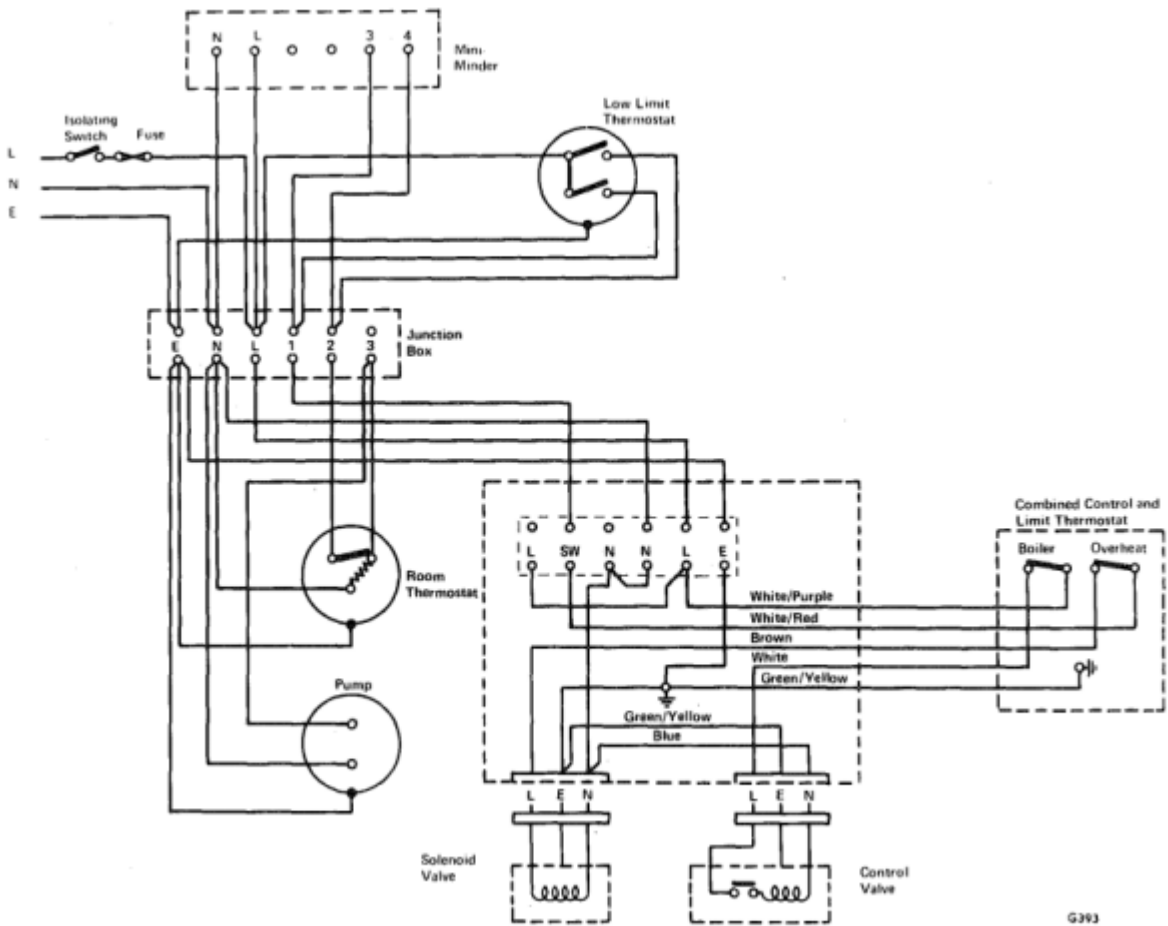 N L 3 4
Mini
Minder
Low Limit
Thermostat
Isolating
Switch
Fuse
L
N
E
Junction
Box
E N L 1 2 3
Combined Control and
Limit Thermostat
Boiler Overheat
L SW N N L E
Room
Thermostat
White/Purple
White/Red
Brown
White
Green/Yellow
Pump
Green/Yellow
Blue
L E N
L E N
Solenoid
Valve
Control
Valve
G393